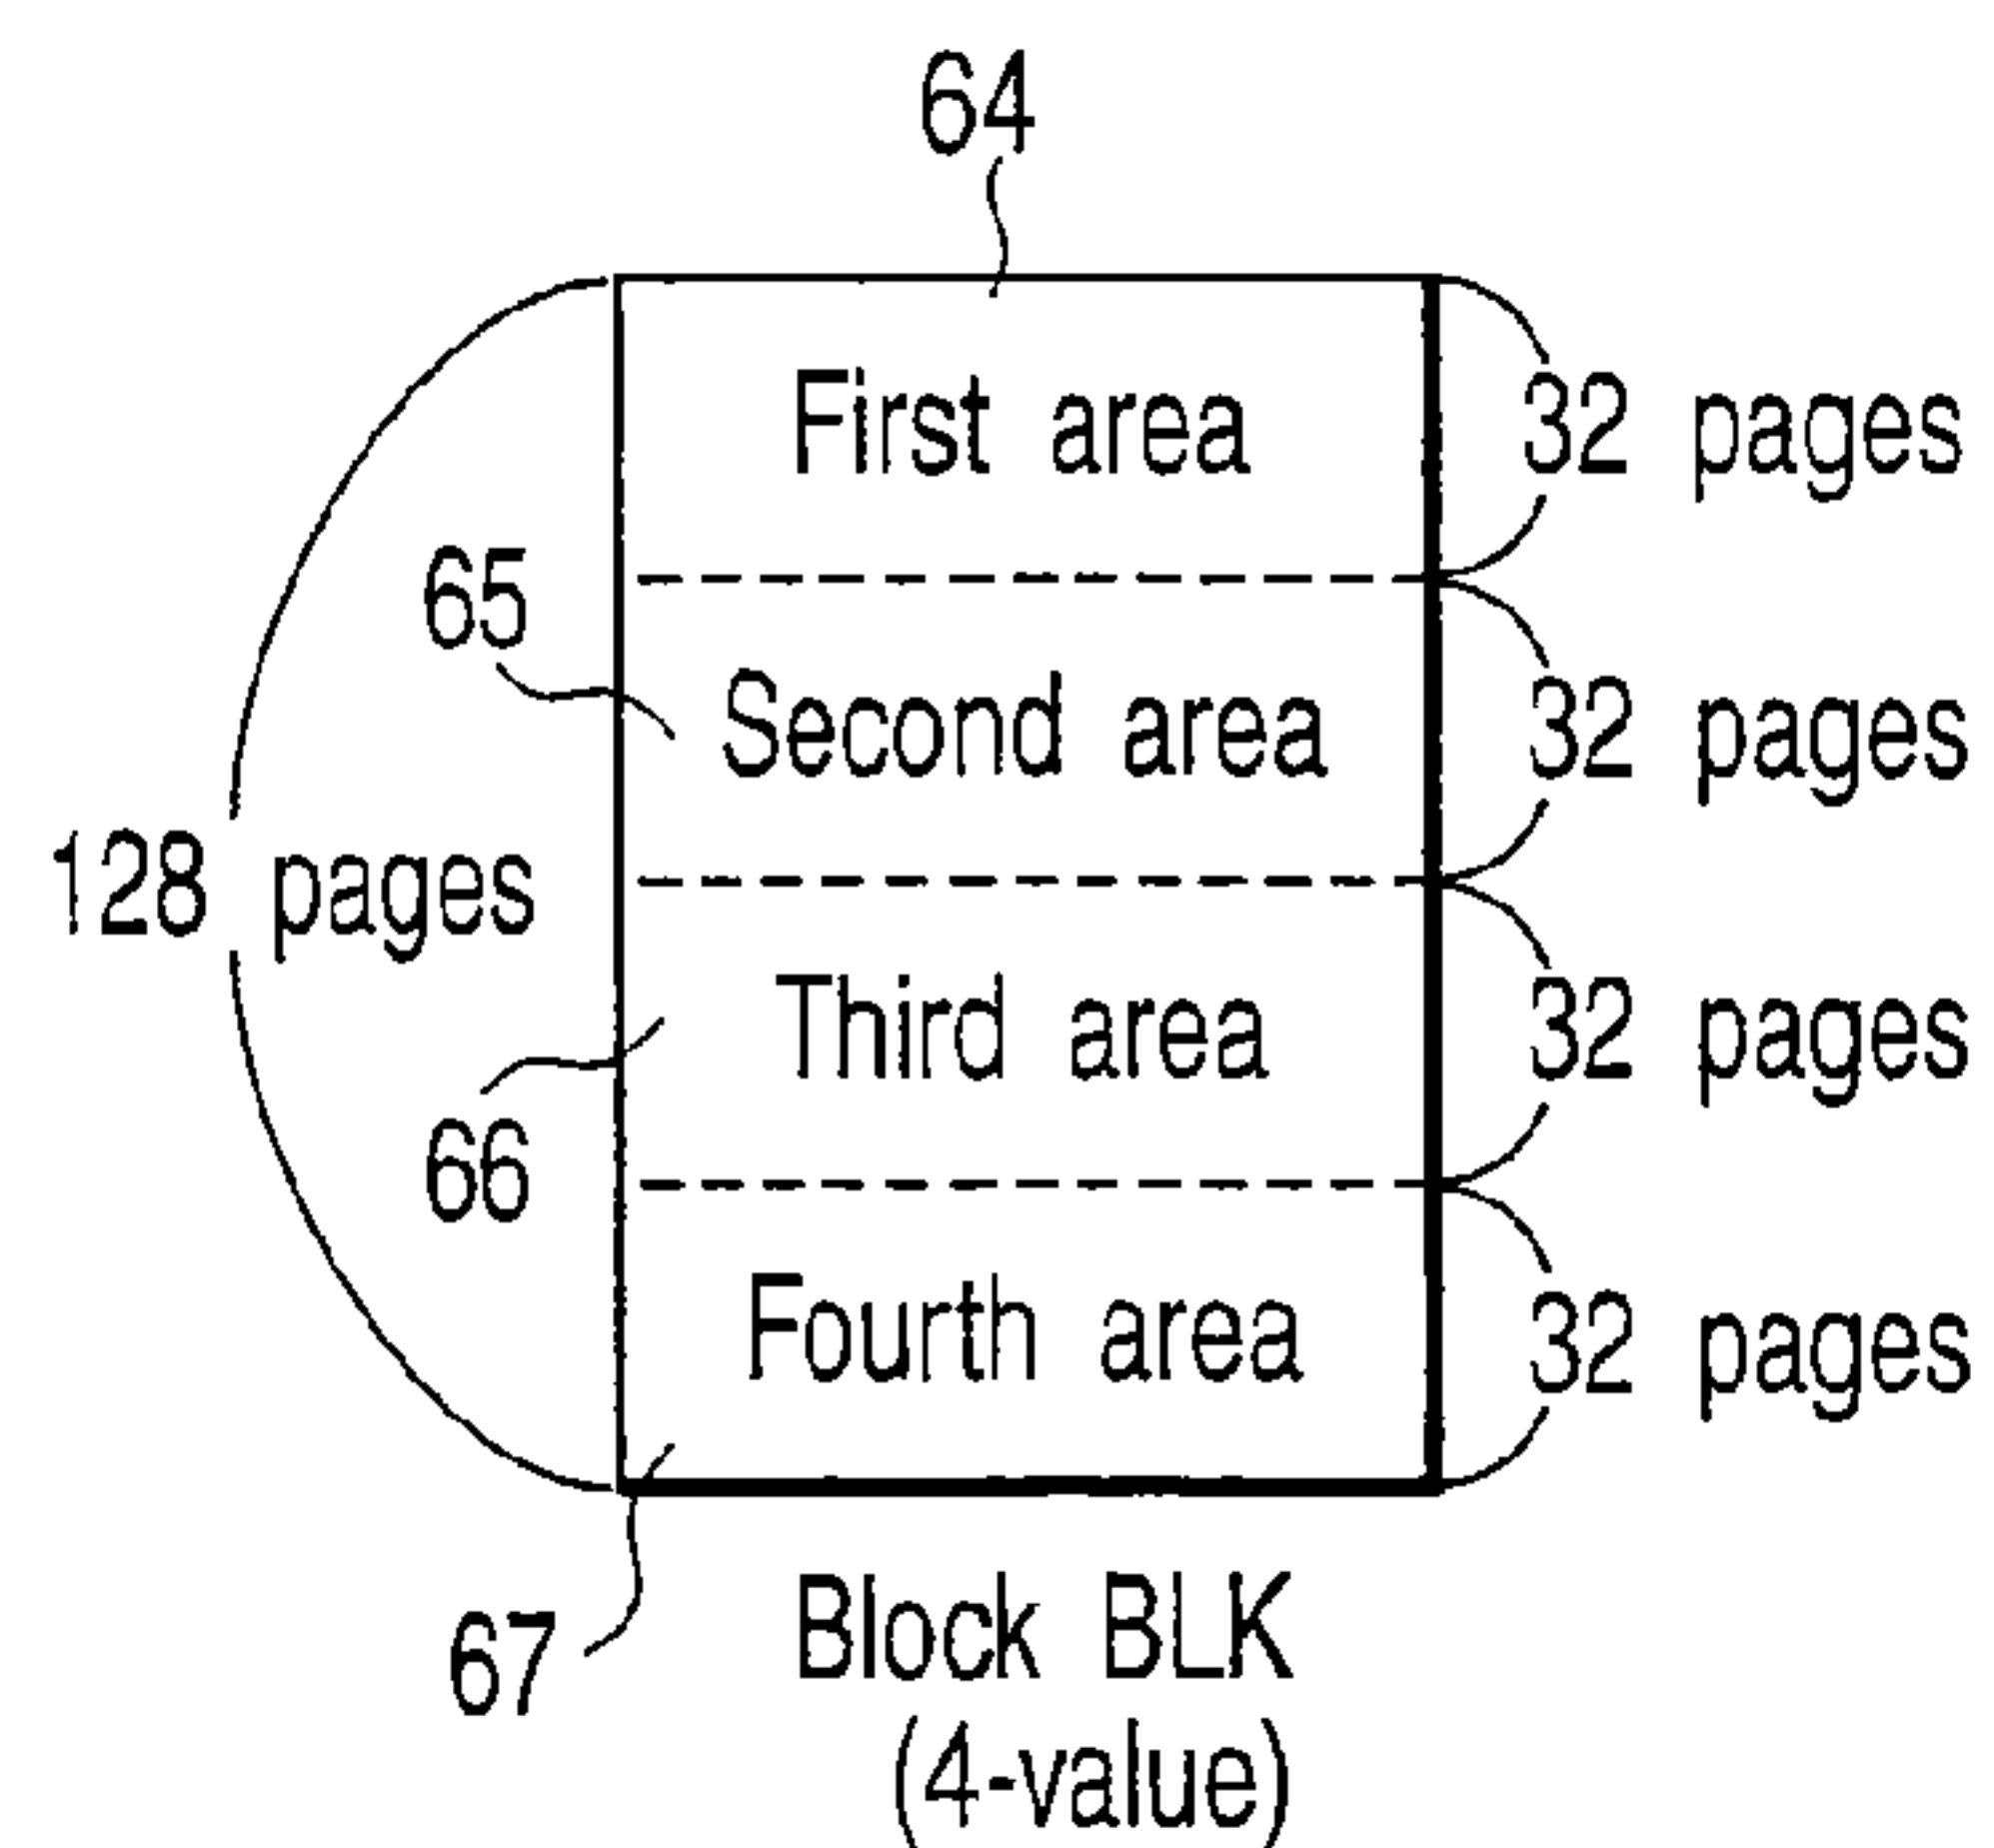 64
First area
32 pages
65
Second area
32 pages
128 pages
Third area
32 pages
66
Fourth area
32 pages
67
Block BLK
(4-value)